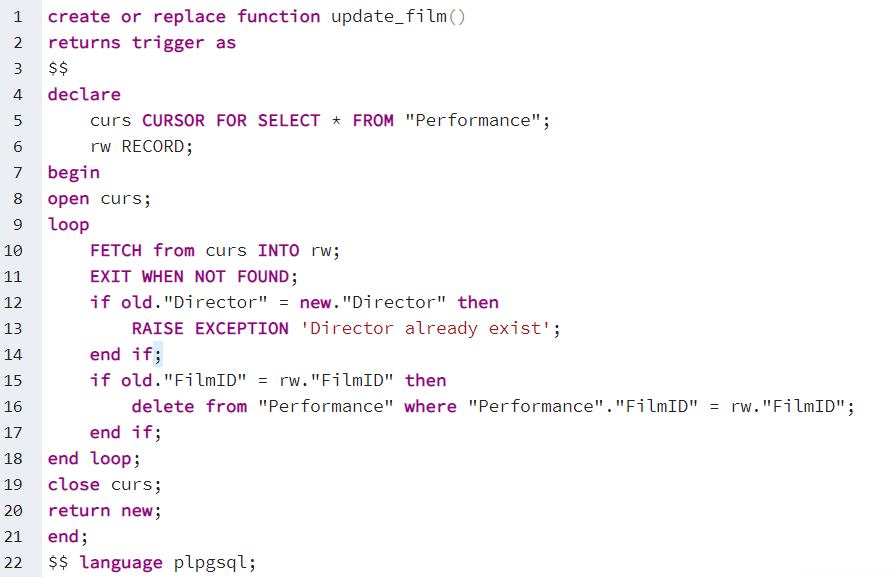 1 create or replace function update_film()
2 returns trigger as
3 $$
4 declare
5     curs CURSOR FOR SELECT * FROM "Performance";
6     rw RECORD;
7 begin
8 open curs;
9 loop
10     FETCH from curs INTO rw;
11     EXIT WHEN NOT FOUND;
12     if old."Director" = new."Director" then
13         RAISE EXCEPTION 'Director already exist';
14     end if;
15     if old."FilmID" = rw."FilmID" then
16         delete from "Performance" where "Performance"."FilmID" = rw."FilmID";
17     end if;
18 end loop;
19 close curs;
20 return new;
21 end;
22 $$ language plpgsql;